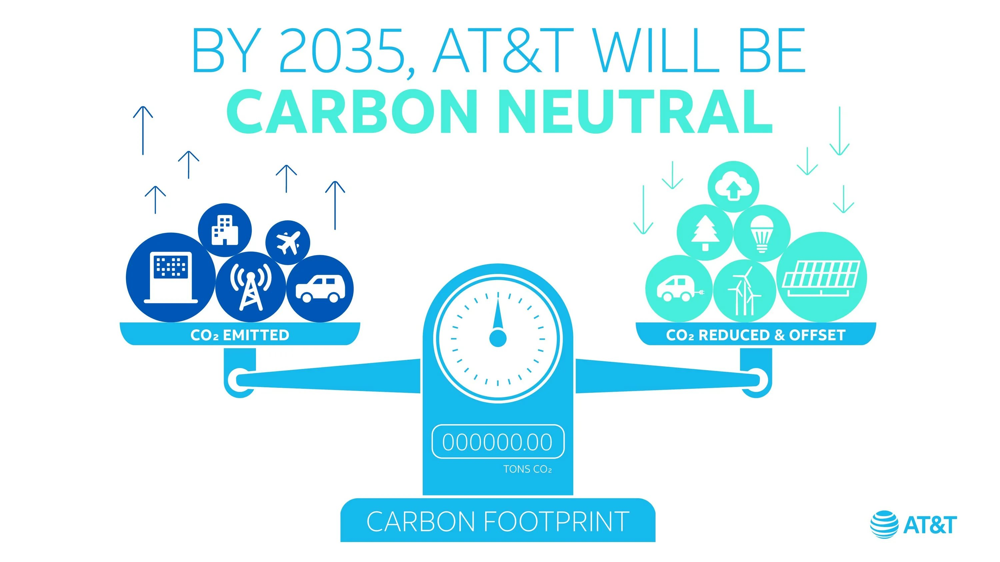 BY 2035, AT&T WILL BE
CARBON NEUTRAL
CO₂ EMITTED
CO₂ REDUCED & OFFSET
000000.00
TONS CO₂
CARBON FOOTPRINT
AT&T